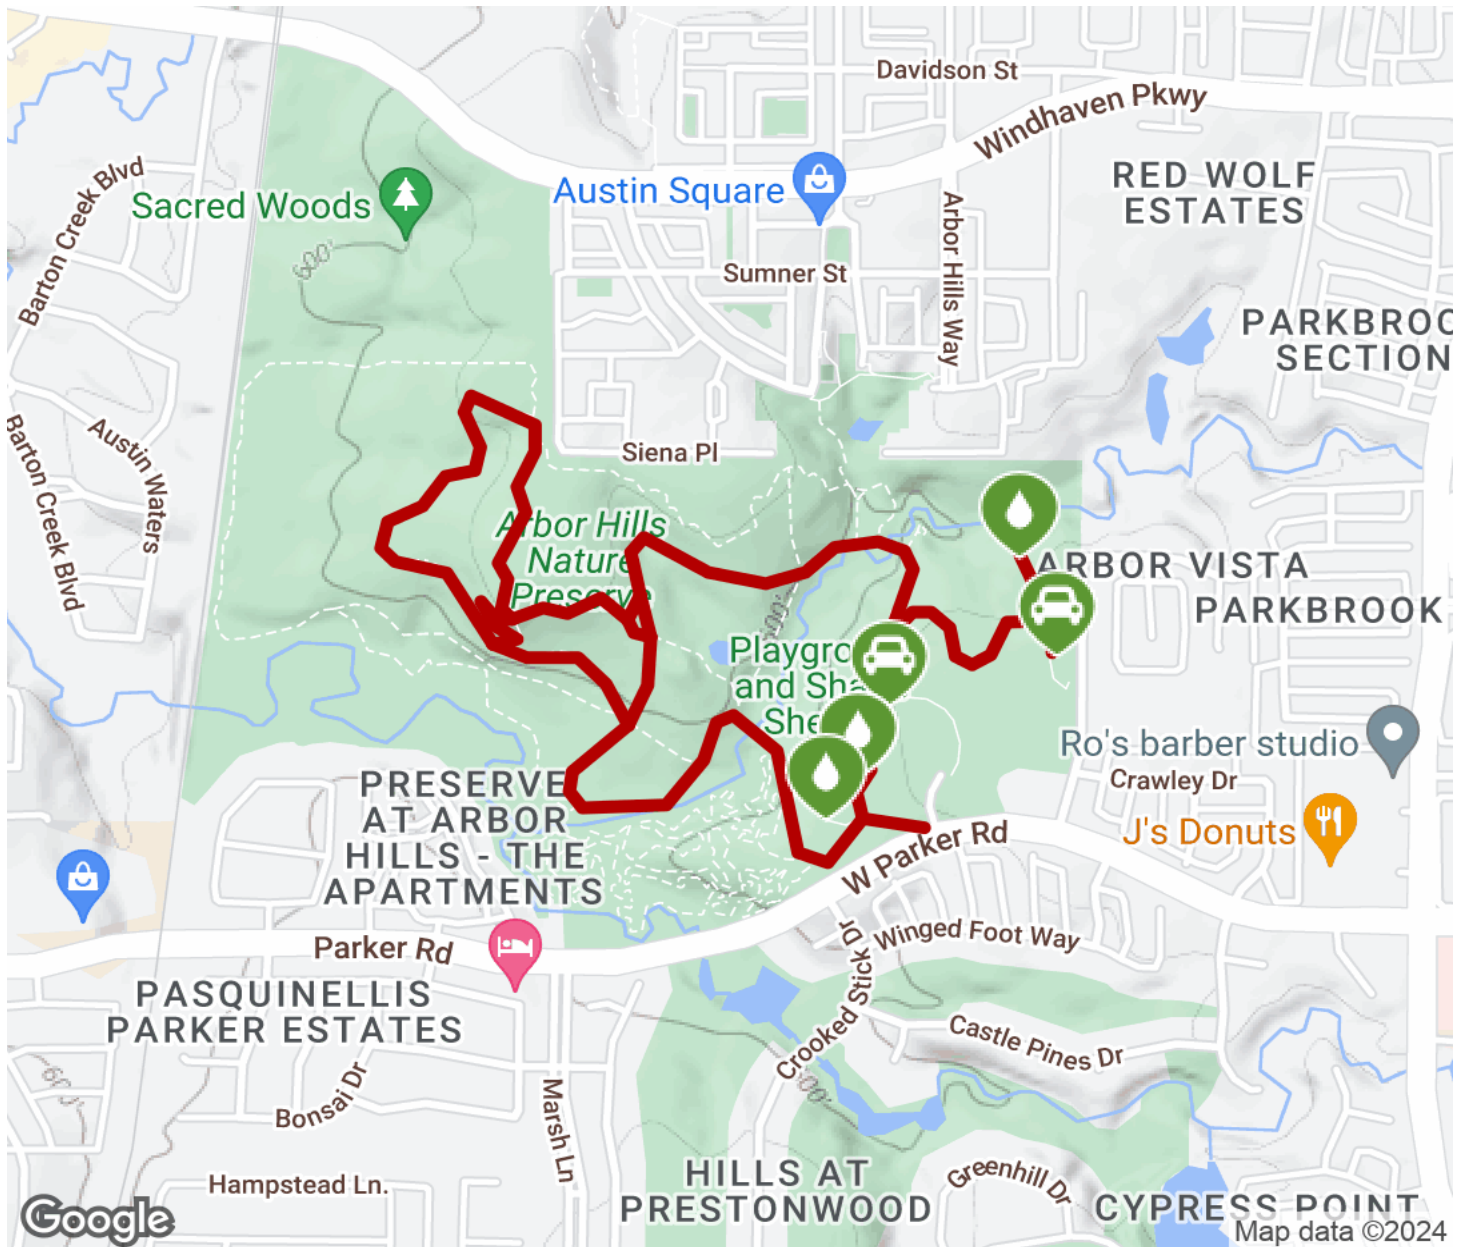 Davidson St
Windhaven Pkwy
Barton Creek Blvd
Sacred Woods
Austin Square
RED WOLF
ESTATES
Arbor Hills Way
600'
Sumner St
PARKBROO
SECTION
Barton Creek Blvd
Austin Waters
Siena Pl
Arbor Hills
Nature
Preserve
ARBOR VISTA
PARKBROOK
600'
Playgro
and Sha
She
Ro's barber studio
Crawley Dr
PRESERVE
AT ARBOR
HILLS - THE
APARTMENTS
J's Donuts
W Parker Rd
Parker Rd
Winged Foot Way
Crooked Stick Dr
PASQUINELLIS
PARKER ESTATES
Castle Pines Dr
Bonsai Dr
Marsh Ln
HILLS AT
PRESTONWOOD
Greenhill Dr
Hampstead Ln.
CYPRESS POINT
Google
Map data ©2024